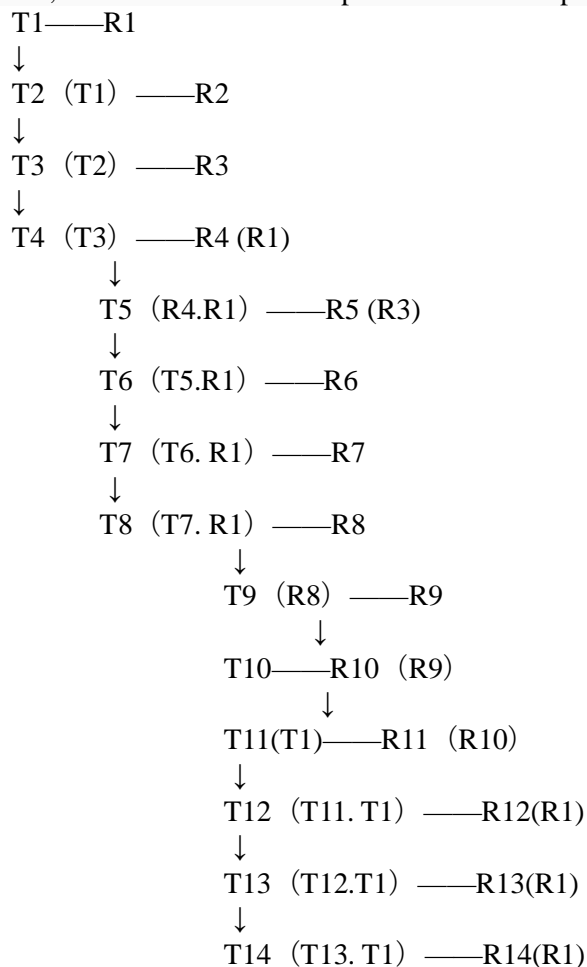 T1——R1
↓
T2（T1）——R2
↓
T3（T2）——R3
↓
T4（T3）——R4 (R1)
↓
T5（R4.R1）——R5 (R3)
↓
T6（T5.R1）——R6
↓
T7（T6. R1）——R7
↓
T8（T7. R1）——R8
↓
T9（R8）——R9
↓
T10——R10（R9）
↓
T11(T1)——R11（R10）
↓
T12（T11. T1）——R12(R1)
↓
T13（T12.T1）——R13(R1)
↓
T14（T13. T1）——R14(R1)